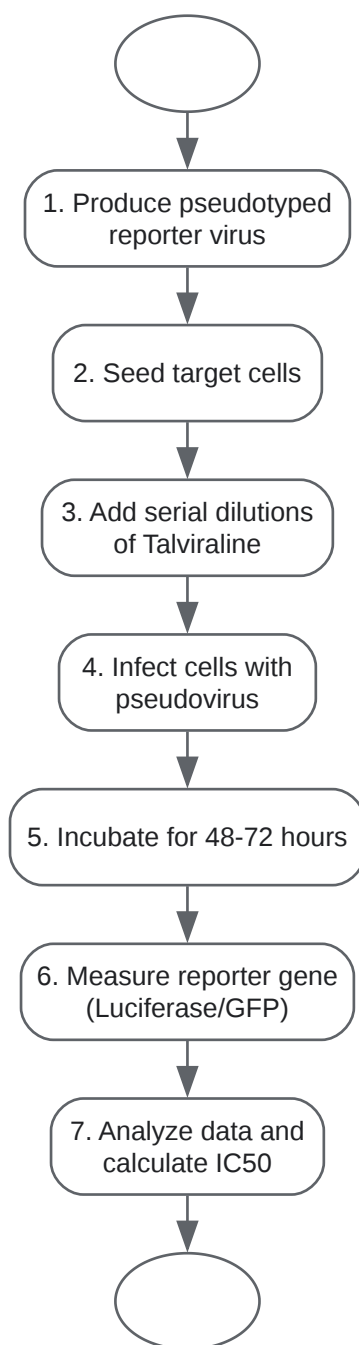 1. Produce pseudotyped
reporter virus
2. Seed target cells
3. Add serial dilutions
of Talviraline
4. Infect cells with
pseudovirus
5. Incubate for 48-72 hours
6. Measure reporter gene
(Luciferase/GFP)
7. Analyze data and
calculate IC50